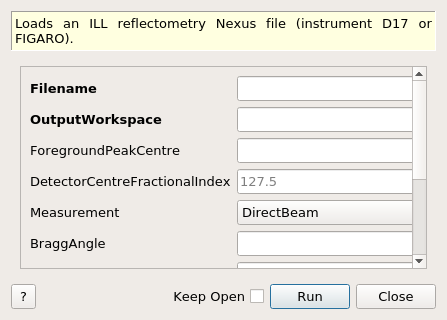 Loads an ILL reflectometry Nexus file (instrument D17 or
FIGARO).
Filename
OutputWorkspace
ForegroundPeakCentre
DetectorCentreFractionalIndex 127.5
Measurement DirectBeam
BraggAngle
? Keep Open Run Close